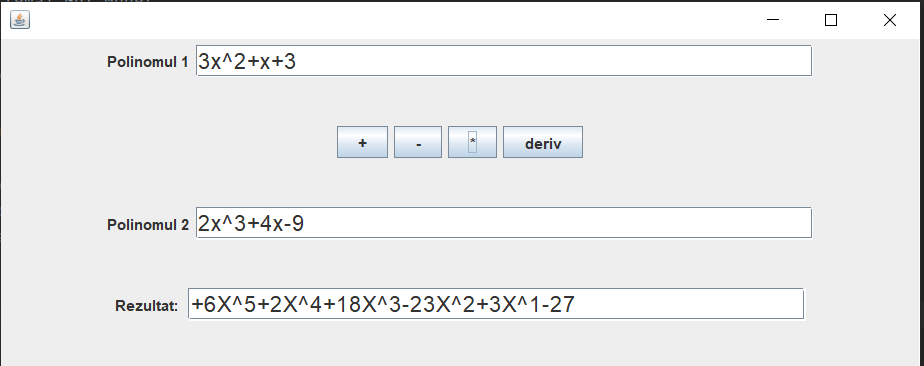 Polinomul 1 3x^2+x+3
+ - * deriv
Polinomul 2 2x^3+4x-9
Rezultat: +6X^5+2X^4+18X^3-23X^2+3X^1-27